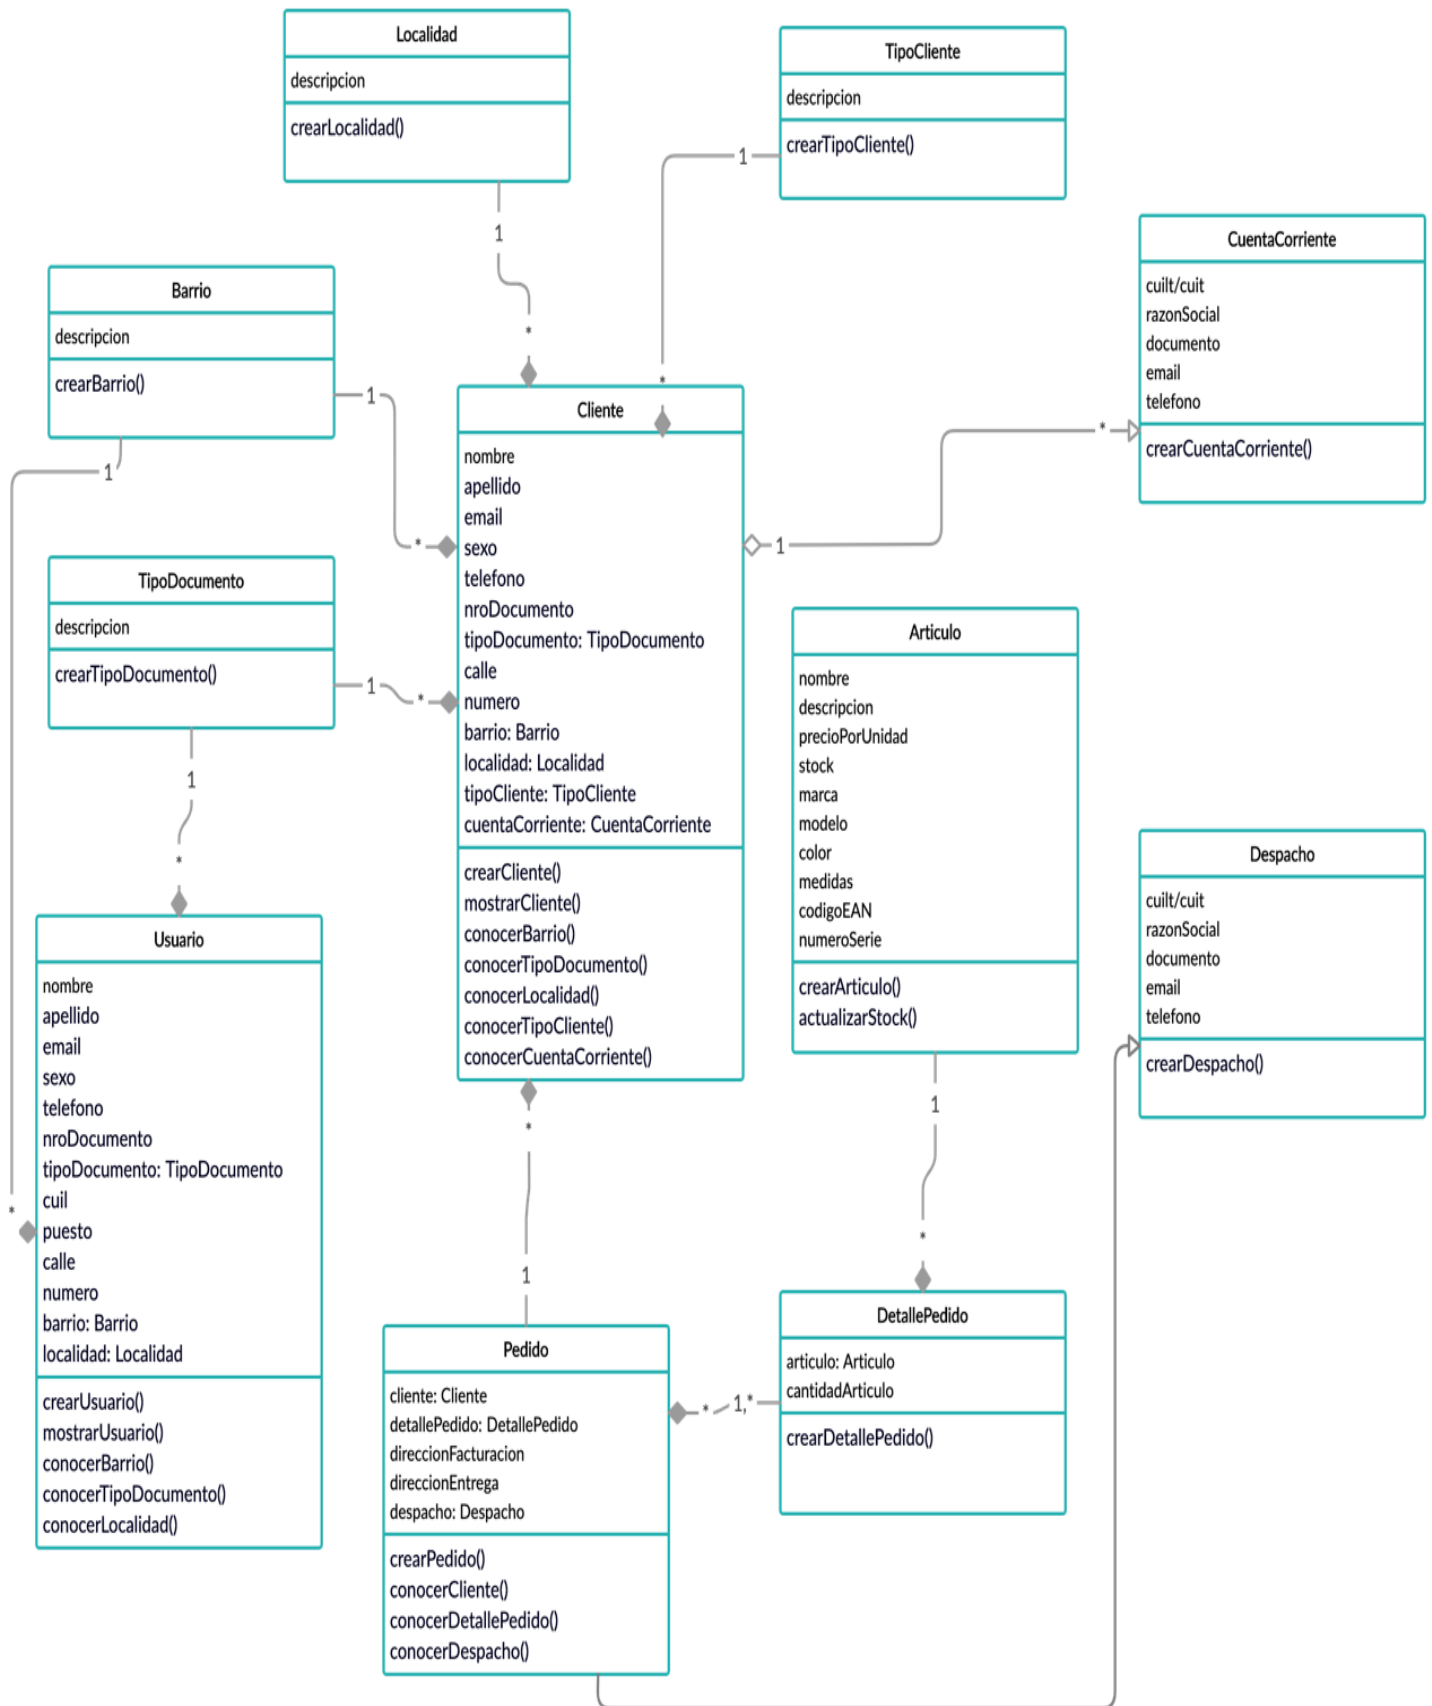 Localidad
descripcion
crearLocalidad()
TipoCliente
descripcion
crearTipoCliente()
1
1
CuentaCorriente
cuilt/cuit
razonSocial
documento
email
telefono
crearCuentaCorriente()
*
Barrio
descripcion
crearBarrio()
1
1
*
*
*
1
Cliente
nombre
apellido
email
sexo
telefono
nroDocumento
tipoDocumento: TipoDocumento
calle
numero
barrio: Barrio
localidad: Localidad
tipoCliente: TipoCliente
cuentaCorriente: CuentaCorriente
crearCliente()
mostrarCliente()
conocerBarrio()
conocerTipoDocumento()
conocerLocalidad()
conocerTipoCliente()
conocerCuentaCorriente()
TipoDocumento
descripcion
crearTipoDocumento()
1
*
1
*
Articulo
nombre
descripcion
precioPorUnidad
stock
marca
modelo
color
medidas
codigoEAN
numeroSerie
crearArticulo()
actualizarStock()
Despacho
cuilt/cuit
razonSocial
documento
email
telefono
crearDespacho()
Usuario
nombre
apellido
email
sexo
telefono
nroDocumento
tipoDocumento: TipoDocumento
cuil
puesto
calle
numero
barrio: Barrio
localidad: Localidad
crearUsuario()
mostrarUsuario()
conocerBarrio()
conocerTipoDocumento()
conocerLocalidad()
*
*
1
1
*
Pedido
cliente: Cliente
detallePedido: DetallePedido
direccionFacturacion
direccionEntrega
despacho: Despacho
crearPedido()
conocerCliente()
conocerDetallePedido()
conocerDespacho()
*
1,*
DetallePedido
articulo: Articulo
cantidadArticulo
crearDetallePedido()